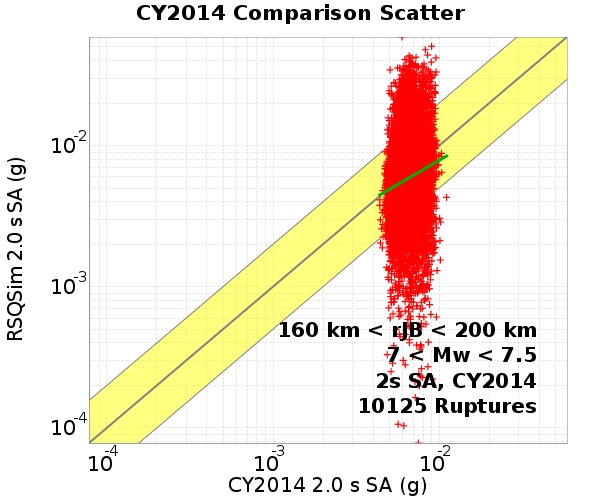 CY2014 Comparison Scatter
RSQSim 2.0 s SA (g)
10-2
10-3
10-4
160 km < rJB < 200 km
7 < Mw < 7.5
2s SA, CY2014
10125 Ruptures
10-4 10-3 10-2
CY2014 2.0 s SA (g)